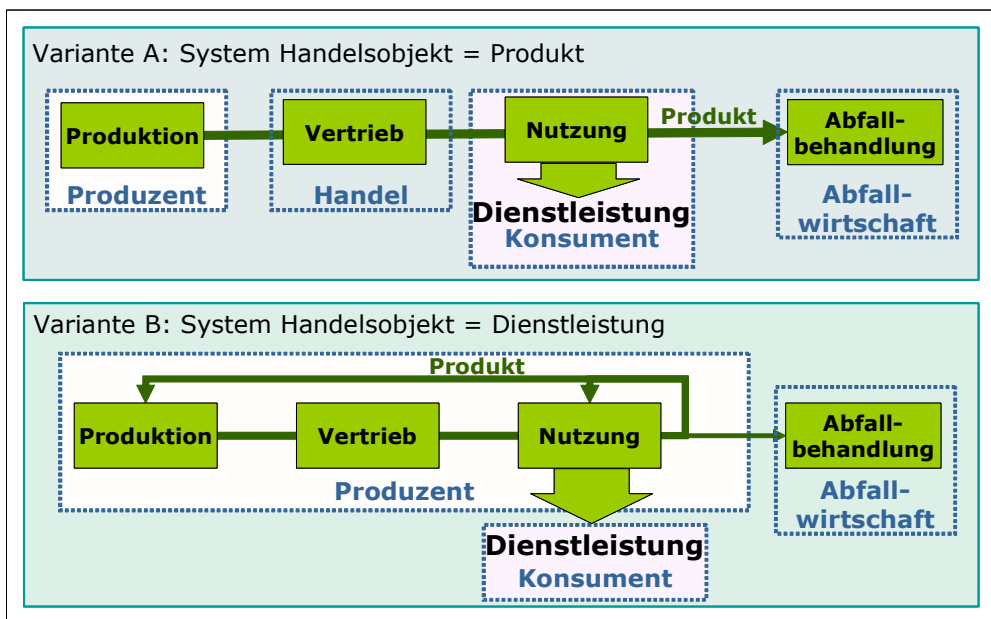 Variante A: System Handelsobjekt = Produkt
Produktion
Produzent
Vertrieb
Handel
Nutzung
Dienstleistung
Konsument
Produkt
Abfall-
behandlung
Abfall-
wirtschaft
Variante B: System Handelsobjekt = Dienstleistung
Produkt
Produktion
Vertrieb
Nutzung
Produzent
Dienstleistung
Konsument
Abfall-
behandlung
Abfall-
wirtschaft